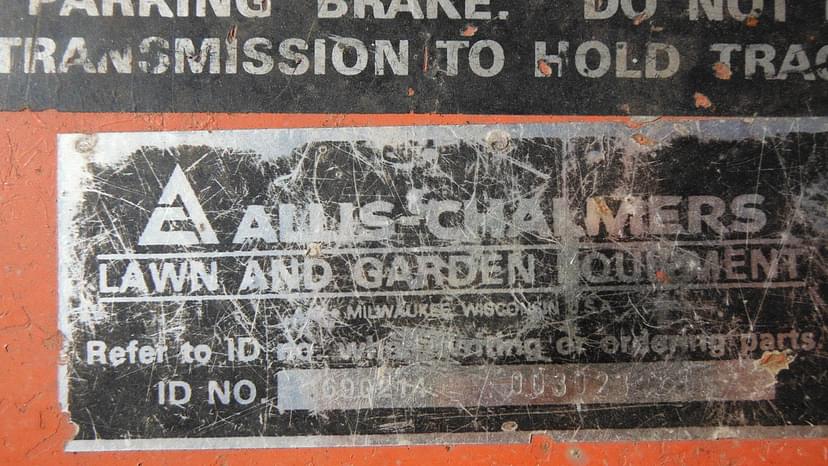 PARKING BRAKE. DO NOT
TRANSMISSION TO HOLD TRAC
ALLIS-CHALMERS
LAWN AND GARDEN EQUIPMENT
MILWAUKEE, WISCONSIN U.S.A.
Refer to ID no. when writing or ordering parts.
ID NO.